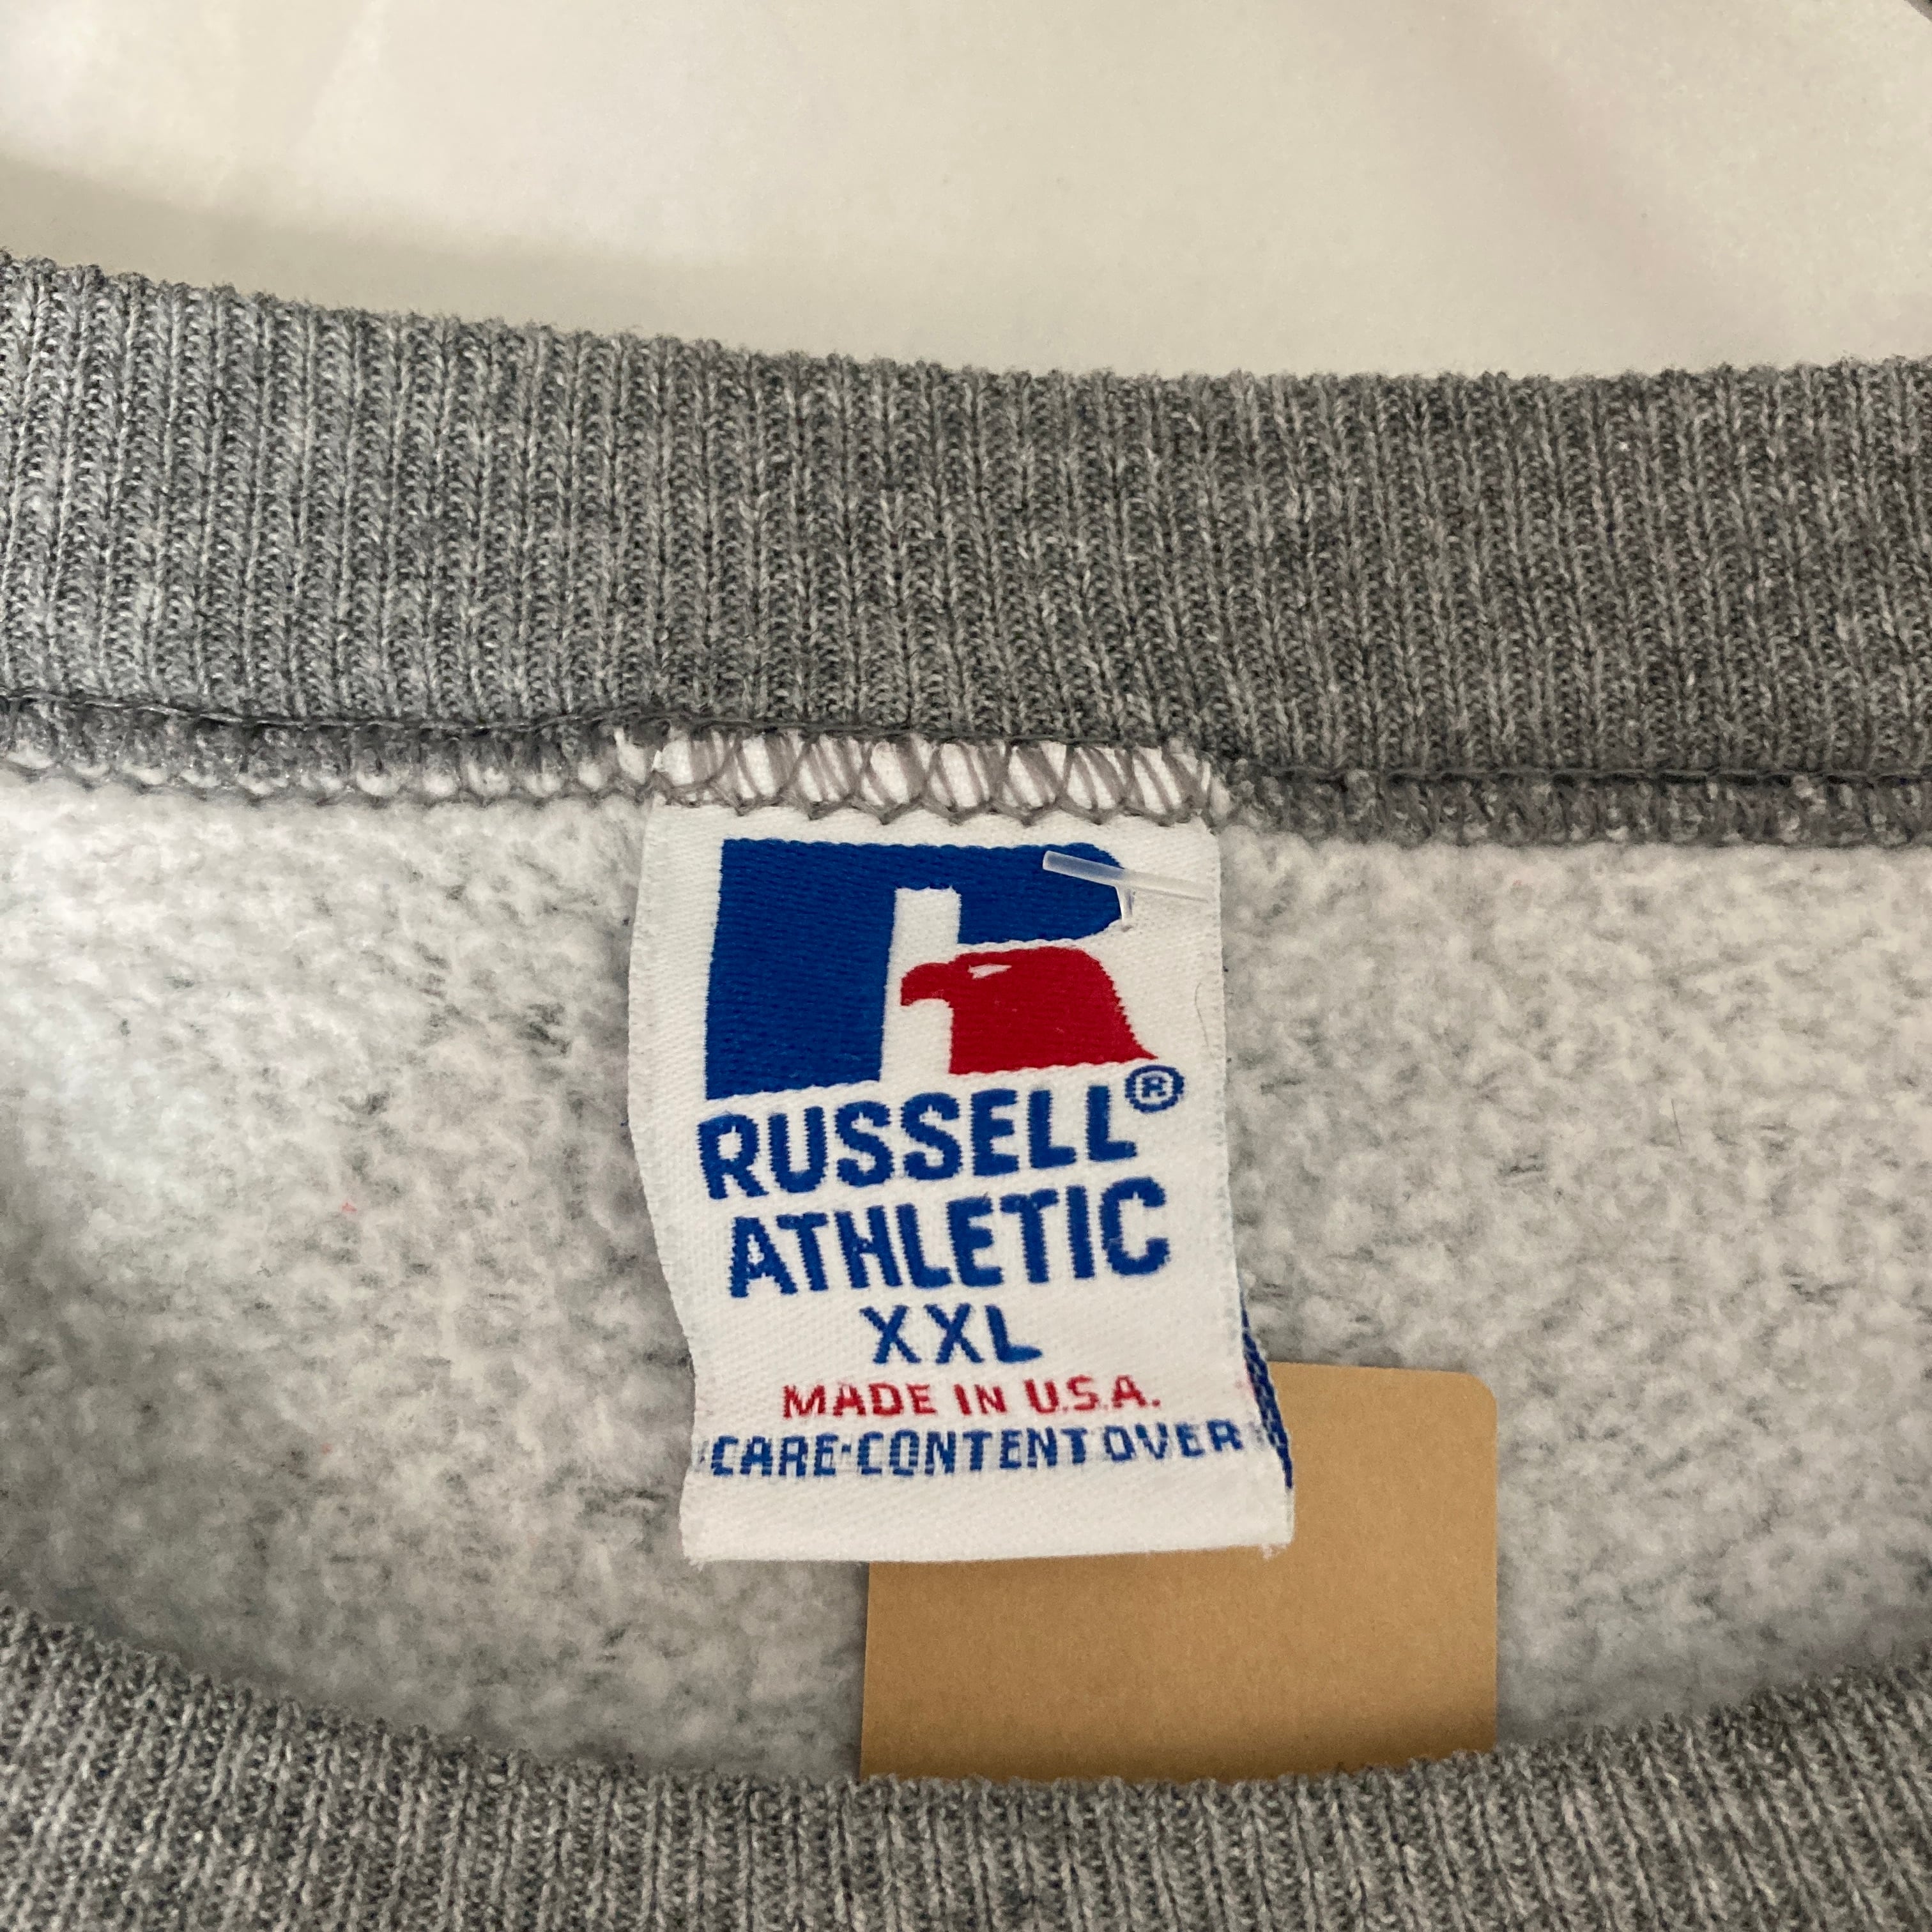 RUSSELL®
ATHLETIC
XXL
MADE IN U.S.A.
CARE·CONTENT OVER